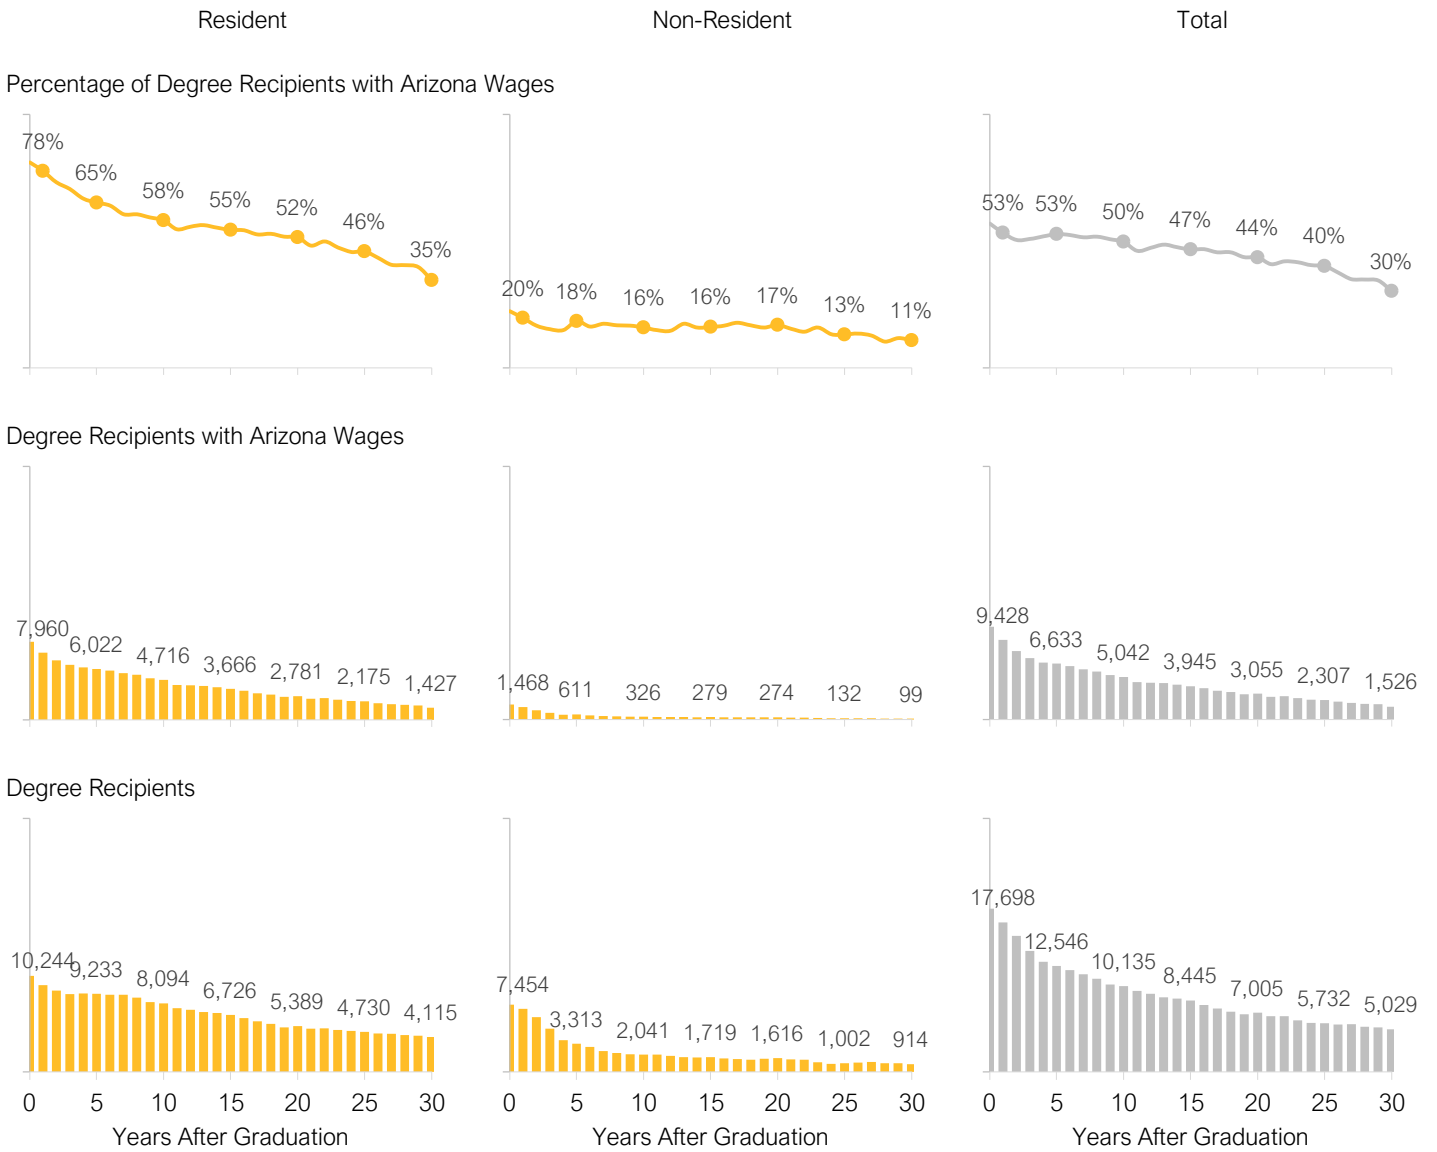 Resident Non-Resident Total
Percentage of Degree Recipients with Arizona Wages
78% 65% 58% 55% 52% 46% 35%
20% 18% 16% 16% 17% 13% 11%
53% 53% 50% 47% 44% 40% 30%
Degree Recipients with Arizona Wages
7,960 6,022 4,716 3,666 2,781 2,175 1,427
1,468 611 326 279 274 132 99
9,428 6,633 5,042 3,945 3,055 2,307 1,526
Degree Recipients
10,244 9,233 8,094 6,726 5,389 4,730 4,115
7,454 3,313 2,041 1,719 1,616 1,002 914
17,698 12,546 10,135 8,445 7,005 5,732 5,029
0 5 10 15 20 25 30
0 5 10 15 20 25 30
0 5 10 15 20 25 30
Years After Graduation Years After Graduation Years After Graduation